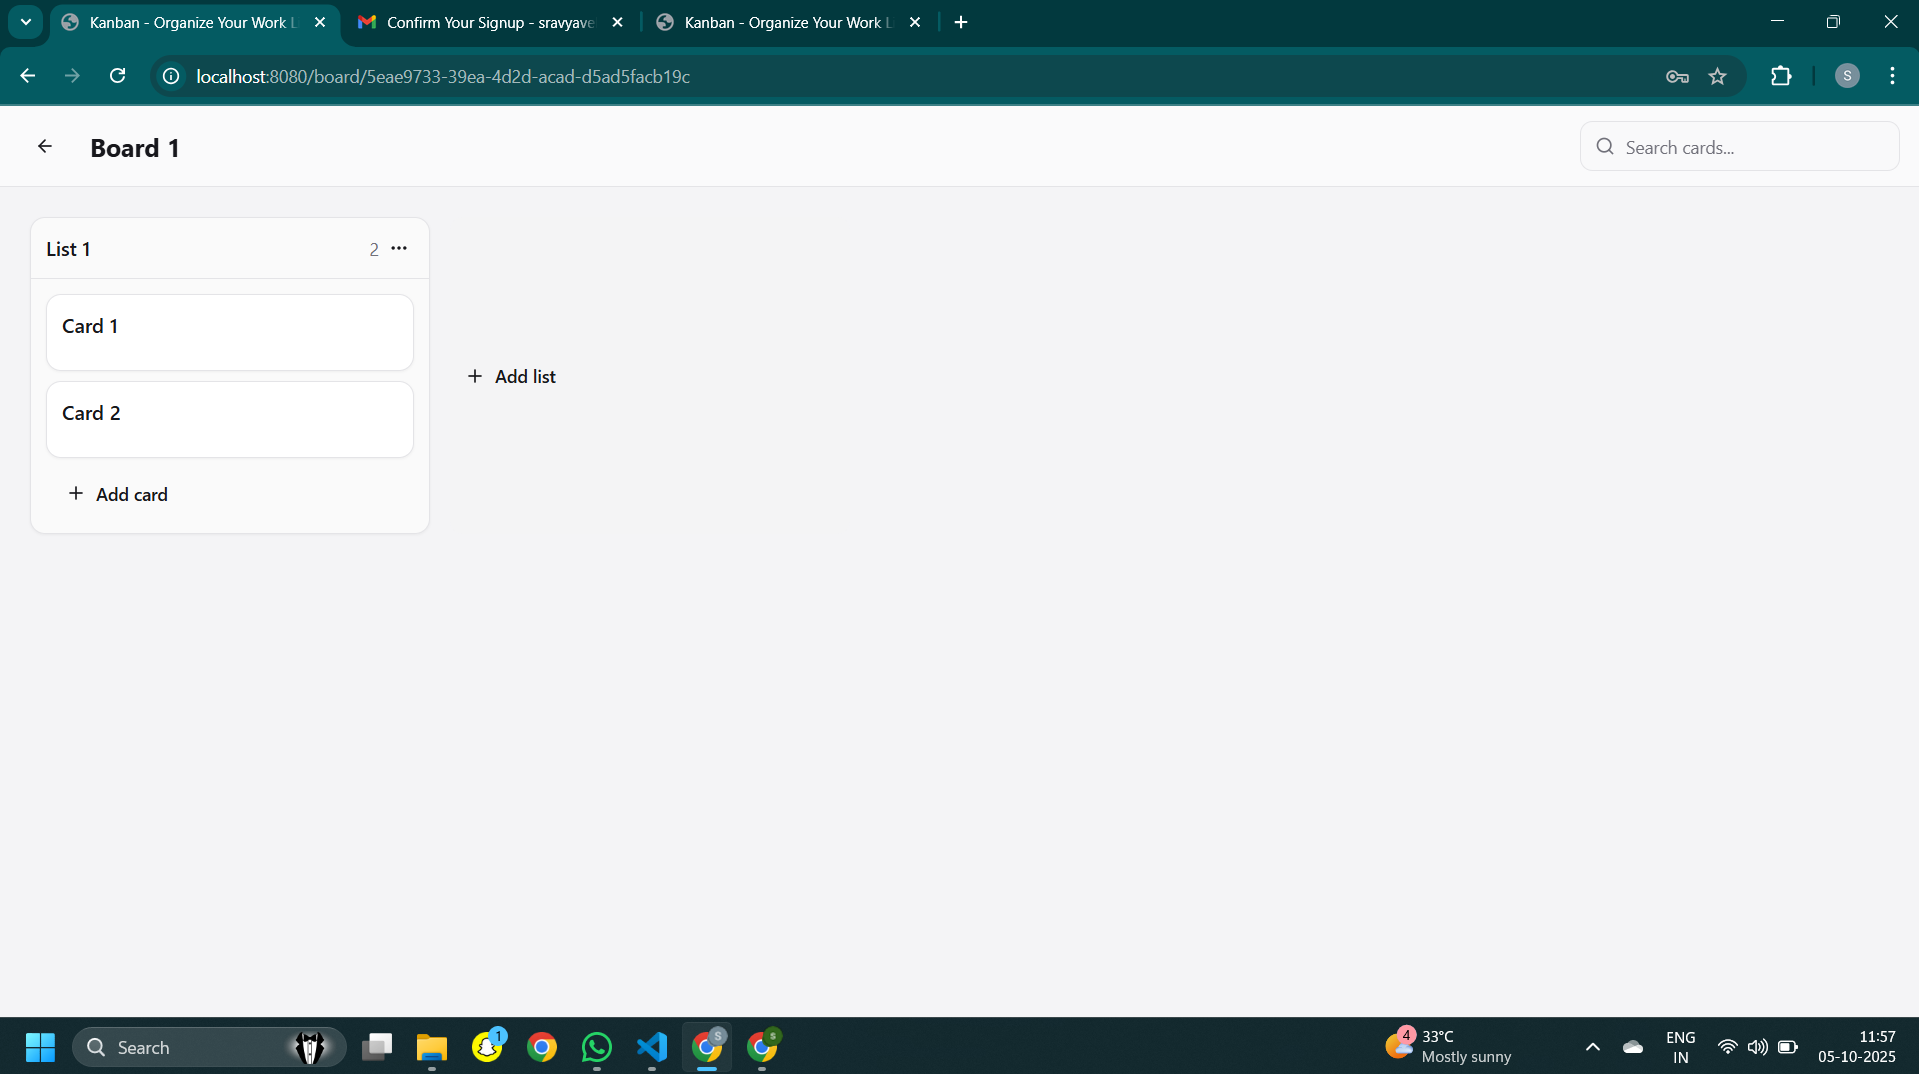 Kanban - Organize Your Work L
Confirm Your Signup - sravyave
Kanban - Organize Your Work L
localhost:8080/board/5eae9733-39ea-4d2d-acad-d5ad5facb19c
S
Board 1
Search cards...
List 1
2
Card 1
Card 2
Add card
Add list
Search
1
S
s
4
33°C
Mostly sunny
ENG
IN
11:57
05-10-2025